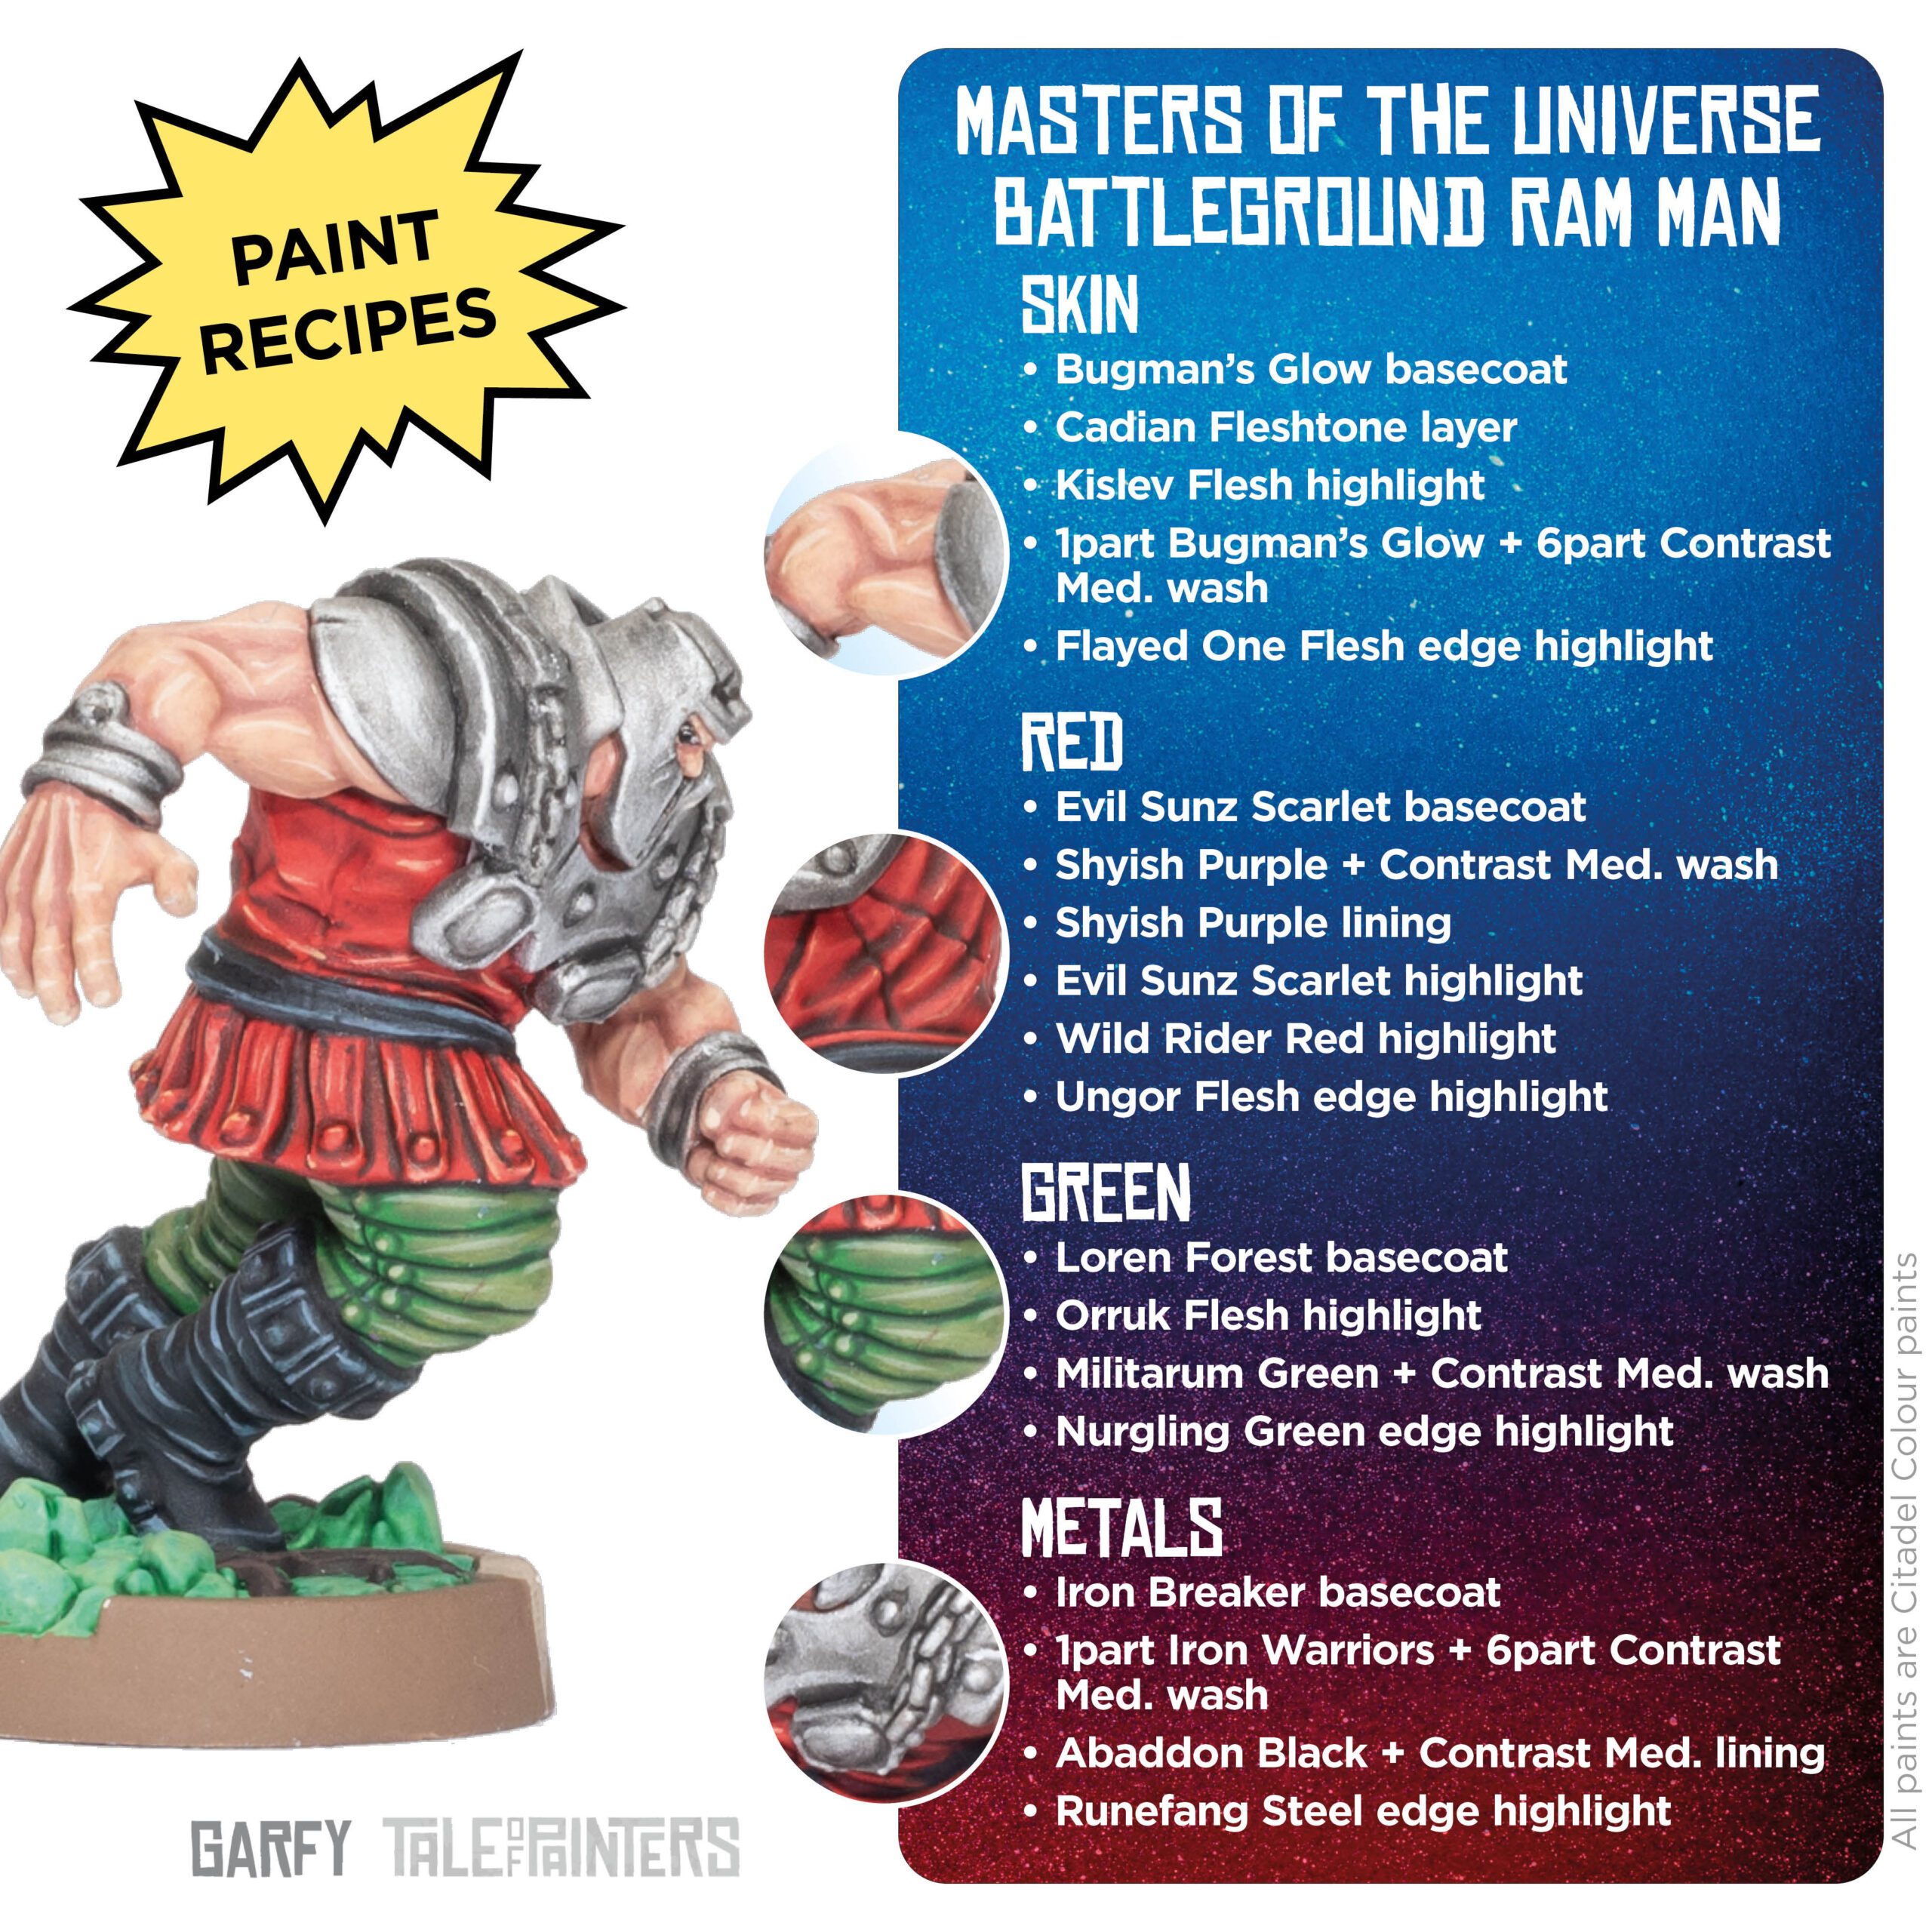 PAINT
RECIPES
MASTERS OF THE UNIVERSE
BATTLEGROUND RAM MAN
SKIN
• Bugman's Glow basecoat
• Cadian Fleshtone layer
• Kislev Flesh highlight
• 1part Bugman's Glow + 6part Contrast
Med. wash
• Flayed One Flesh edge highlight
RED
• Evil Sunz Scarlet basecoat
• Shyish Purple + Contrast Med. wash
• Shyish Purple lining
• Evil Sunz Scarlet highlight
• Wild Rider Red highlight
• Ungor Flesh edge highlight
GREEN
• Loren Forest basecoat
• Orruk Flesh highlight
• Militarum Green + Contrast Med. wash
• Nurgling Green edge highlight
METALS
• Iron Breaker basecoat
• 1part Iron Warriors + 6part Contrast
Med. wash
• Abaddon Black + Contrast Med. lining
• Runefang Steel edge highlight
All paints are Citadel Colour paints
GARFY TALE OF PAINTERS